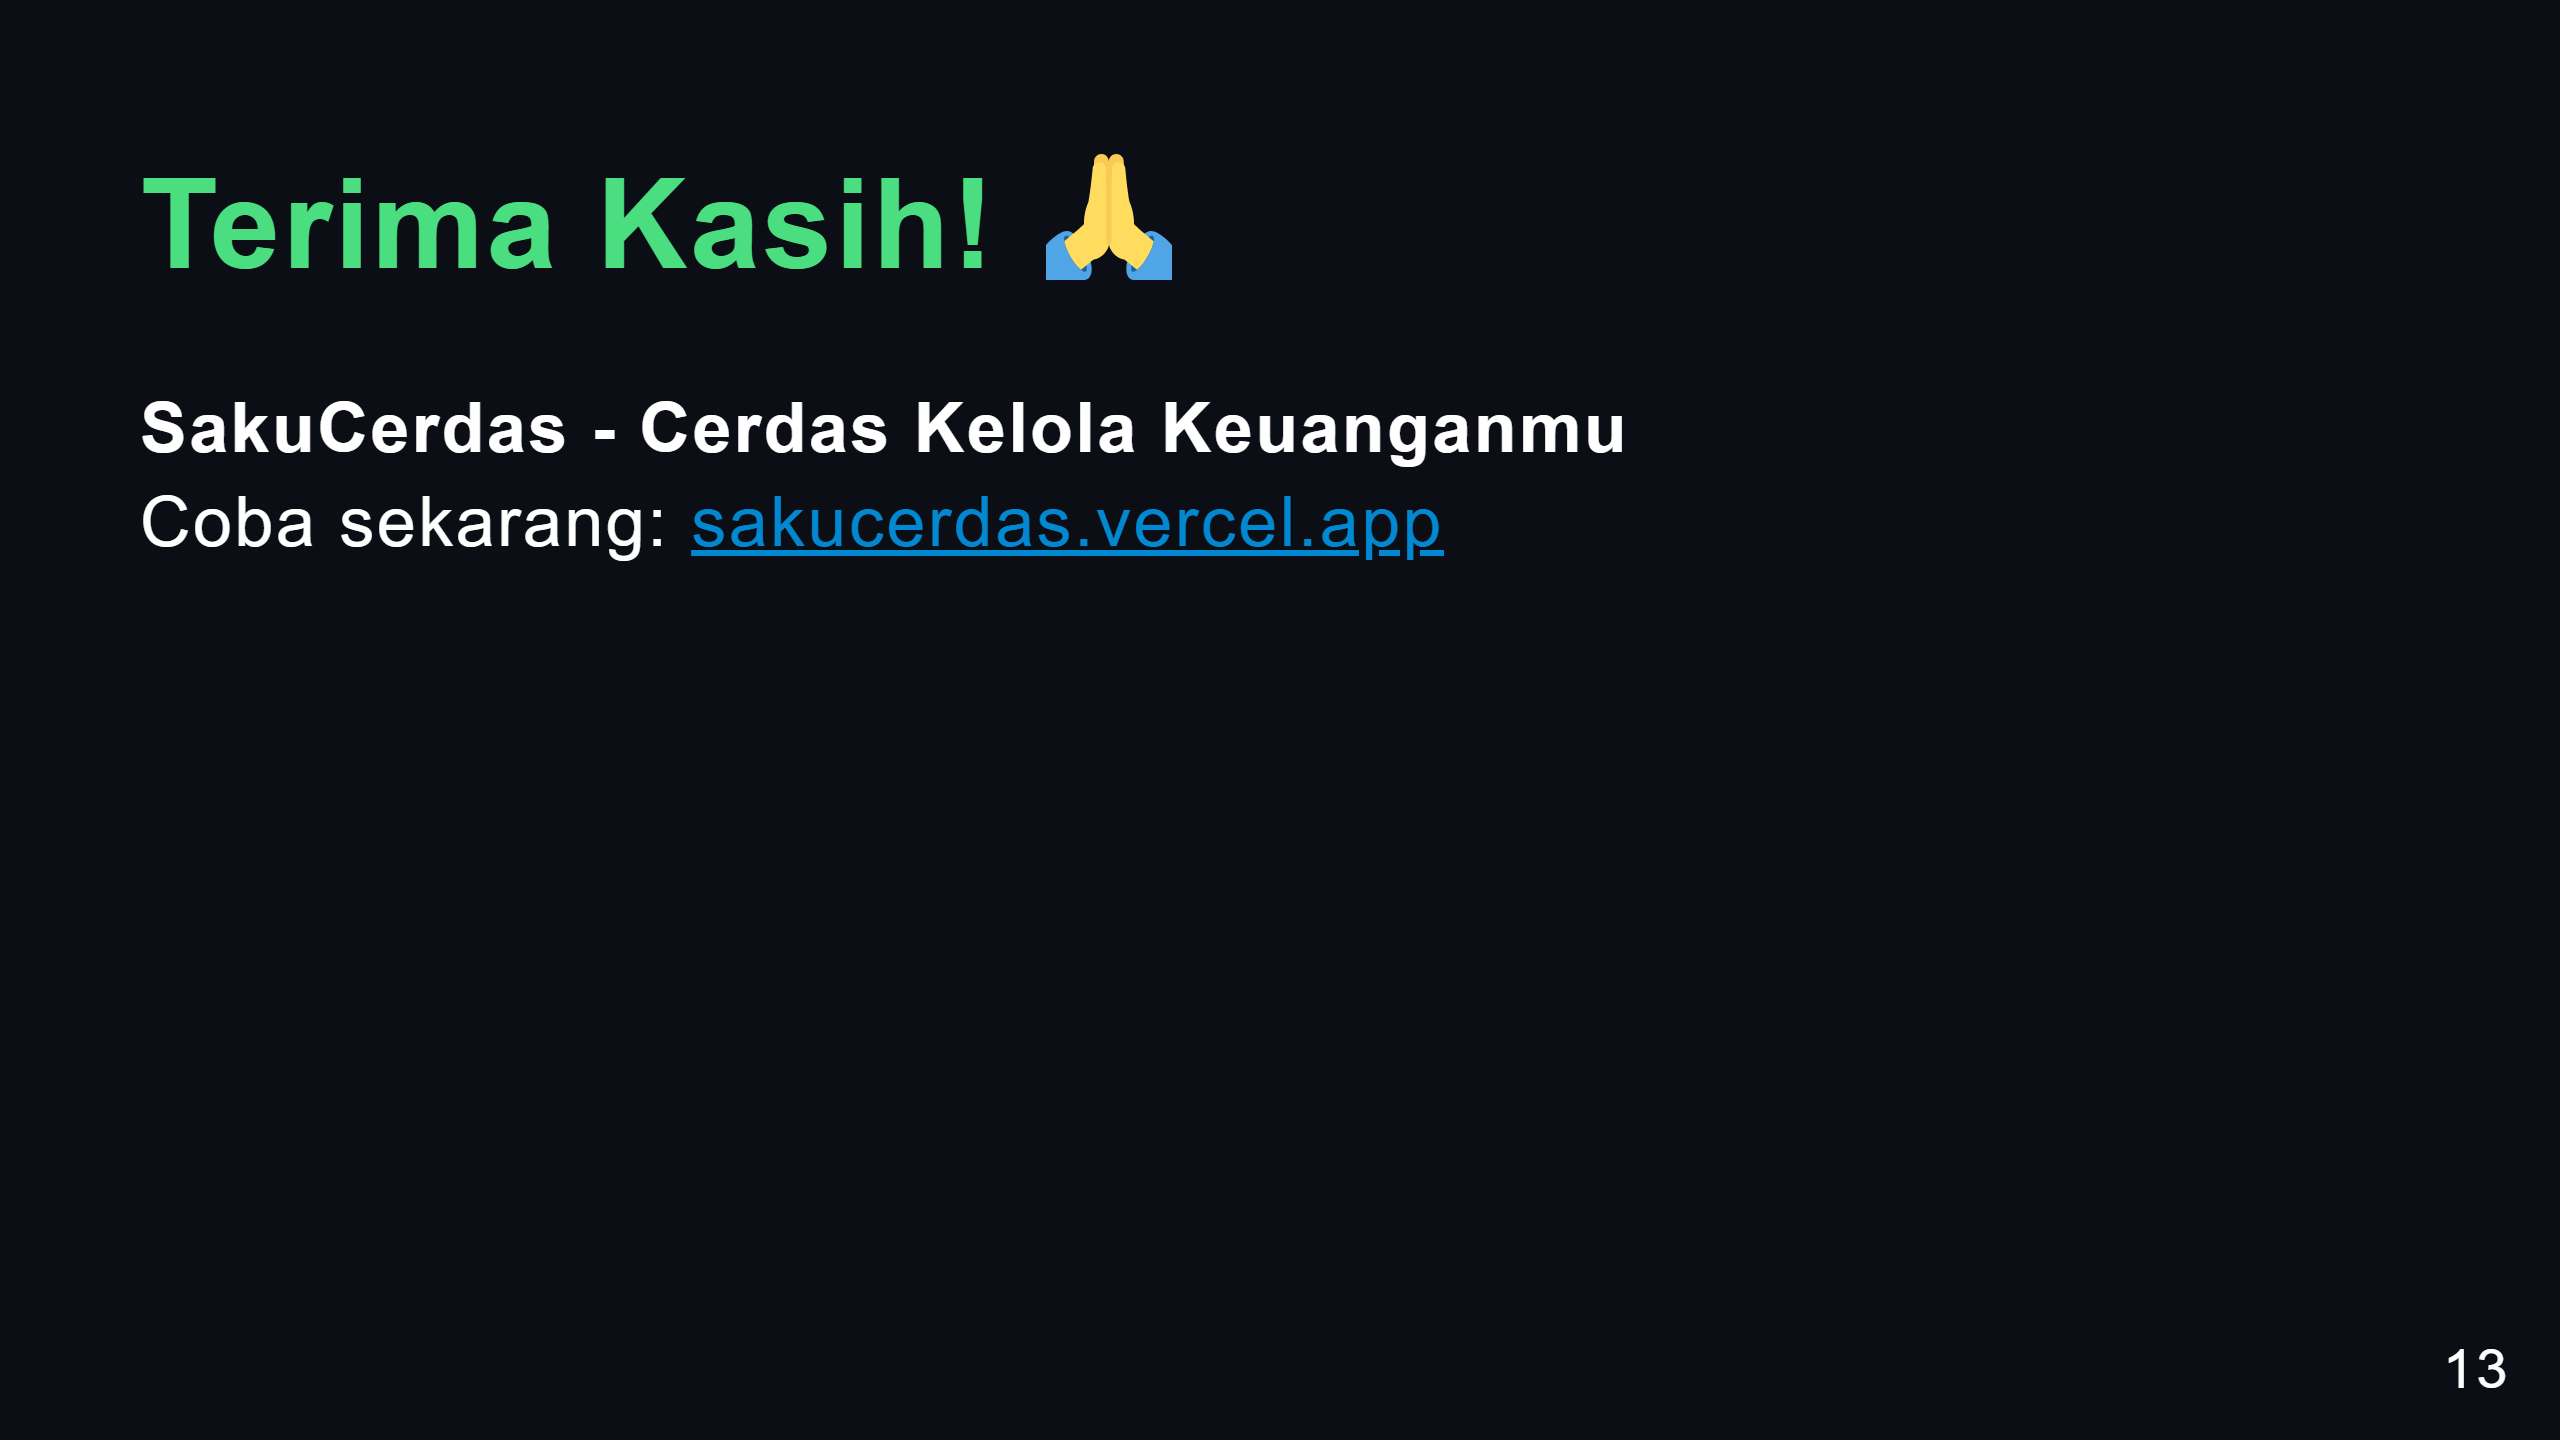 Terima Kasih! 🙏
SakuCerdas - Cerdas Kelola Keuanganmu
Coba sekarang: sakucerdas.vercel.app
13